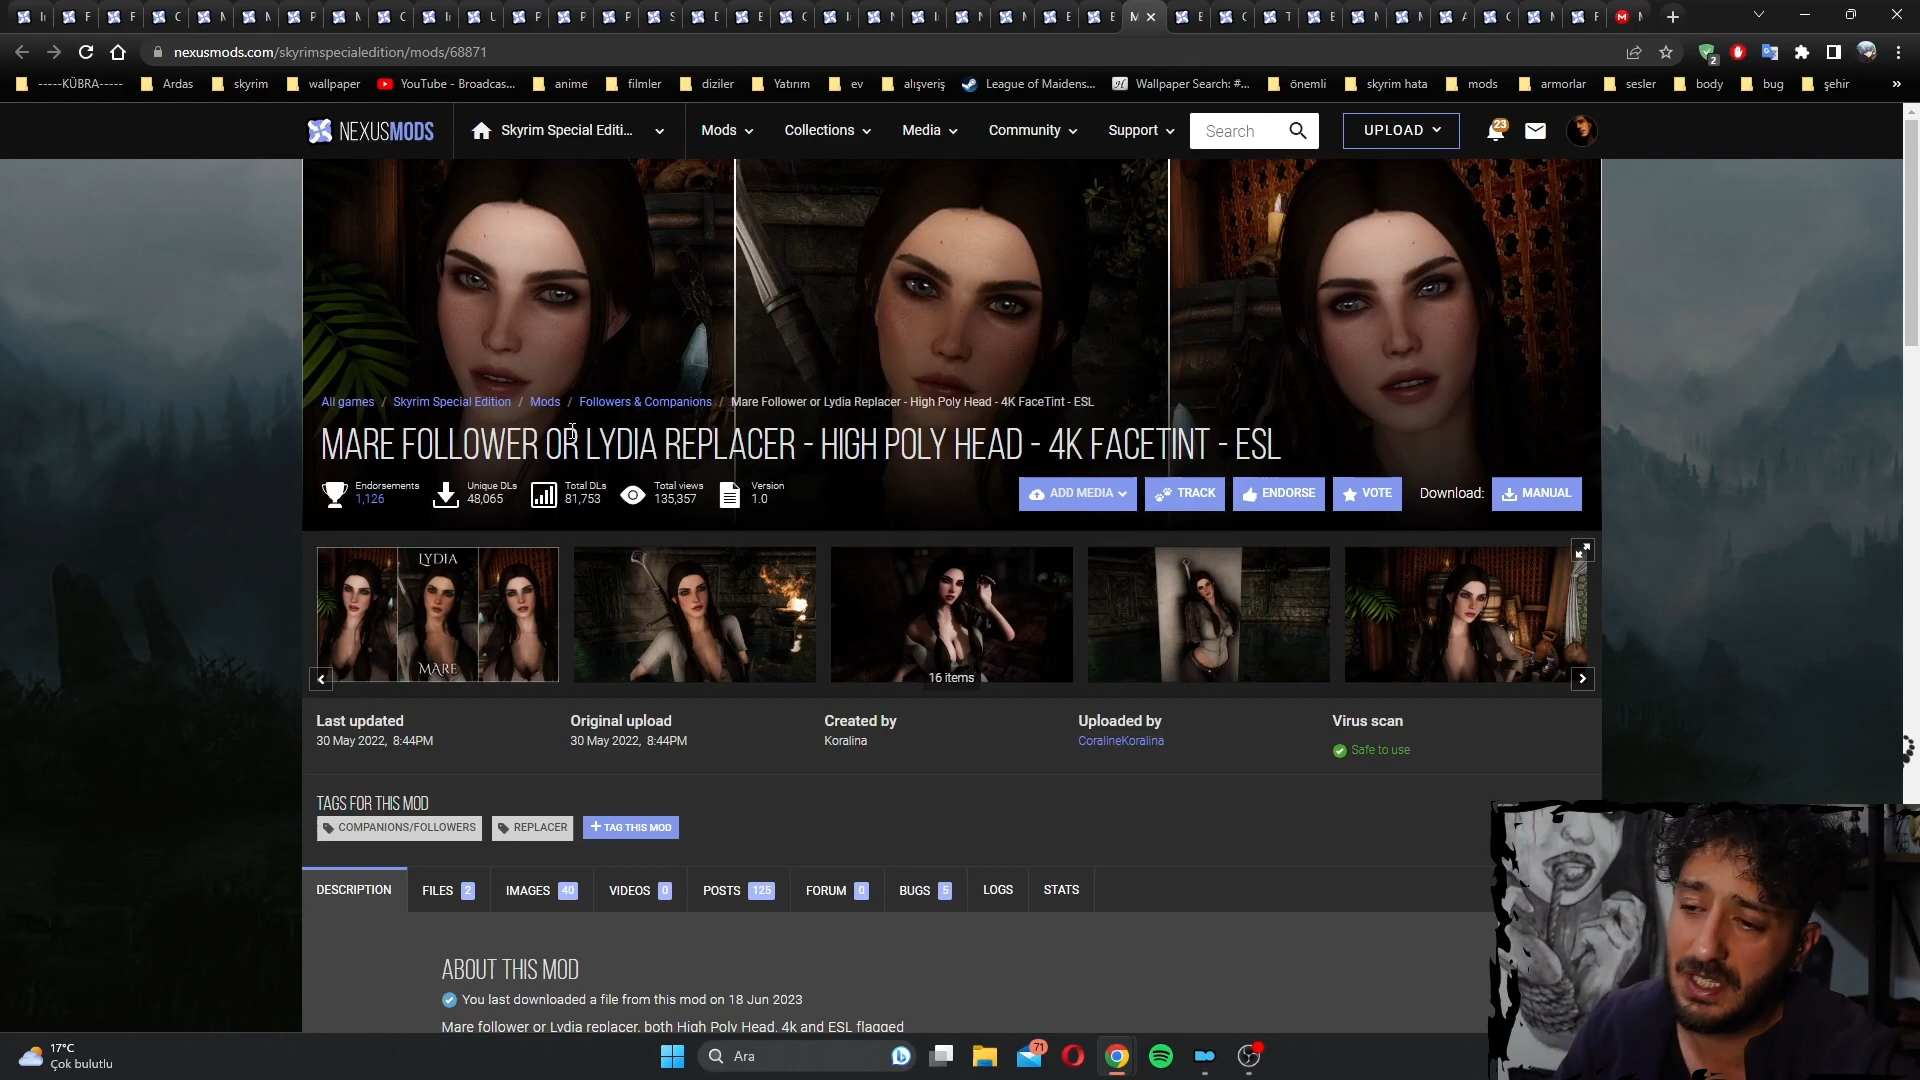 nexusmods.com/skyrimspecialedition/mods/68871
-----KÜBRA-----
Ardas
skyrim
wallpaper
YouTube - Broadcas...
anime
filmler
diziler
Yatırım
ev
alışveriş
League of Maidens...
Wallpaper Search: #...
önemli
skyrim hata
mods
armorlar
sesler
body
bug
şehir
NEXUSMODS
Skyrim Special Editi...
Mods
Collections
Media
Community
Support
Search
UPLOAD
23
All games / Skyrim Special Edition / Mods / Followers & Companions / Mare Follower or Lydia Replacer - High Poly Head - 4K FaceTint - ESL
MARE FOLLOWER OR LYDIA REPLACER - HIGH POLY HEAD - 4K FACETINT - ESL
Endorsements
1,126
Unique DLs
48,065
Total DLs
81,753
Total views
135,357
Version
1.0
ADD MEDIA
TRACK
ENDORSE
VOTE
Download:
MANUAL
LYDIA
MARE
16 items
Last updated
30 May 2022, 8:44PM
Original upload
30 May 2022, 8:44PM
Created by
Koralina
Uploaded by
CoralineKoralina
Virus scan
Safe to use
TAGS FOR THIS MOD
COMPANIONS/FOLLOWERS
REPLACER
+ TAG THIS MOD
DESCRIPTION
FILES 2
IMAGES 40
VIDEOS 0
POSTS 125
FORUM 0
BUGS 5
LOGS
STATS
ABOUT THIS MOD
You last downloaded a file from this mod on 18 Jun 2023
Mare follower or Lydia replacer, both High Poly Head, 4k and ESL flagged
17°C
Çok bulutlu
Ara
71